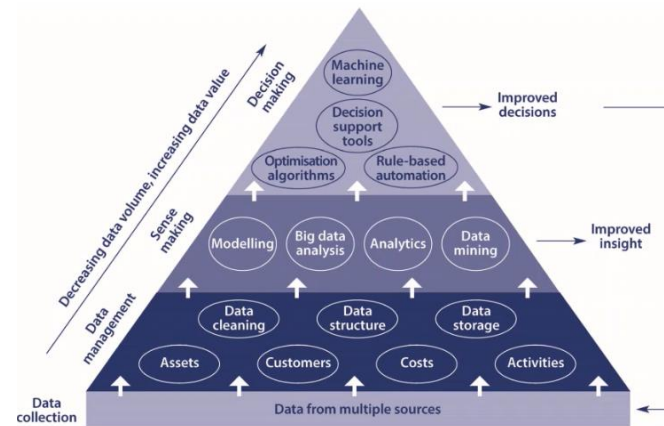 Machine
learning
Decision
support
tools
Optimisation
algorithms
Rule-based
automation
Improved
decisions
Modelling
Big data
analysis
Analytics
Data
mining
Improved
insight
Data
cleaning
Data
structure
Data
storage
Assets
Customers
Costs
Activities
Data from multiple sources
Data
collection
Data
management
Sense
making
Decision
making
Decreasing data volume, increasing data value